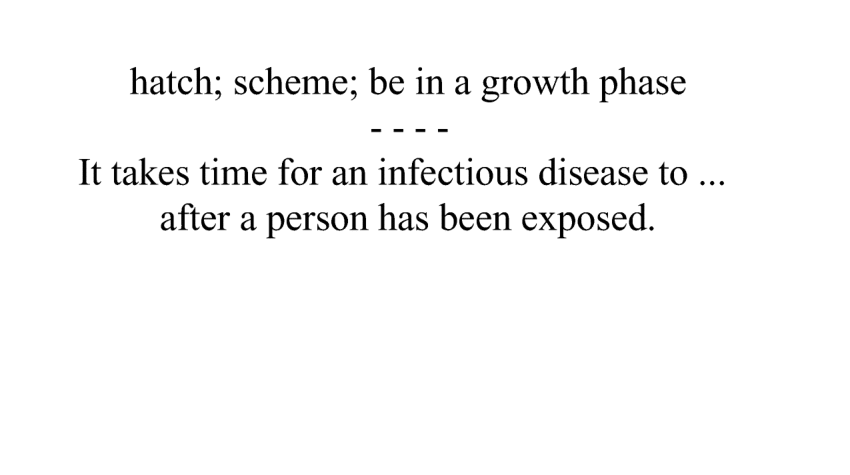 hatch; scheme; be in a growth phase
- - - -
It takes time for an infectious disease to ...
after a person has been exposed.